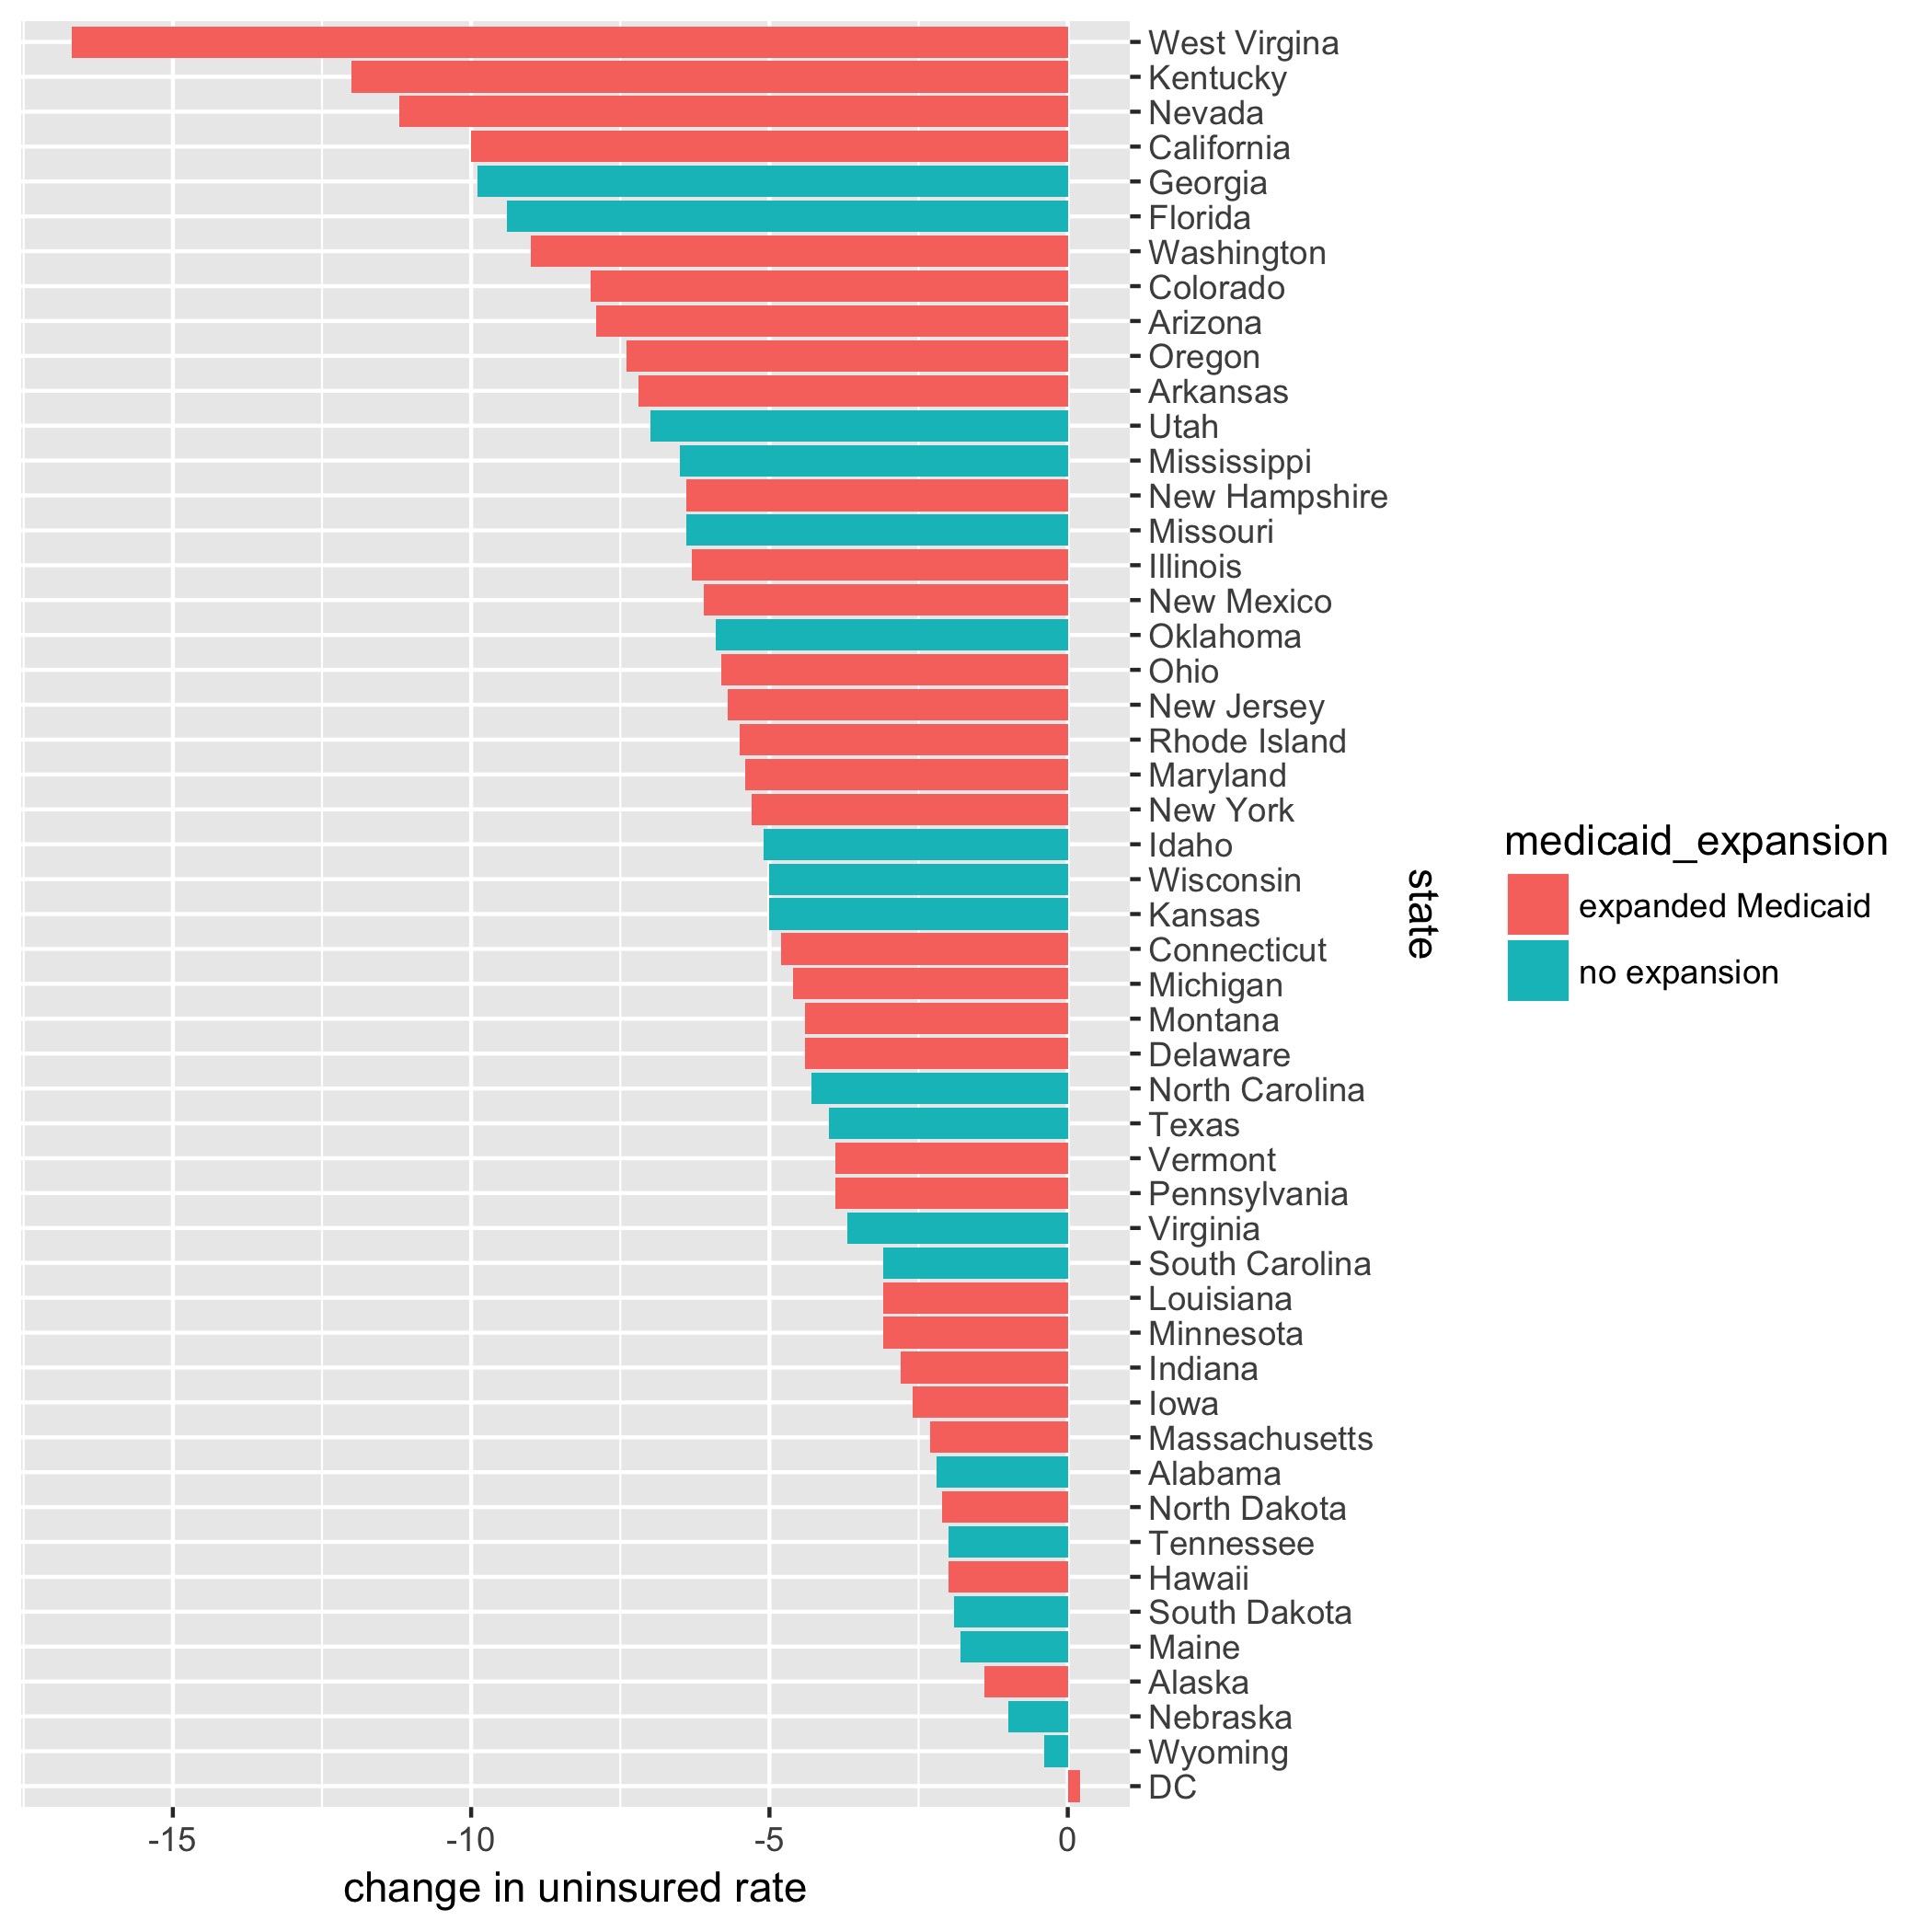 West Virgina
Kentucky
Nevada
California
Georgia
Florida
Washington
Colorado
Arizona
Oregon
Arkansas
Utah
Mississippi
New Hampshire
Missouri
Illinois
New Mexico
Oklahoma
Ohio
New Jersey
Rhode Island
Maryland
New York
Idaho
Wisconsin
Kansas
Connecticut
Michigan
Montana
Delaware
North Carolina
Texas
Vermont
Pennsylvania
Virginia
South Carolina
Louisiana
Minnesota
Indiana
Iowa
Massachusetts
Alabama
North Dakota
Tennessee
Hawaii
South Dakota
Maine
Alaska
Nebraska
Wyoming
DC
state
medicaid_expansion
expanded Medicaid
no expansion
-15 -10 -5 0
change in uninsured rate